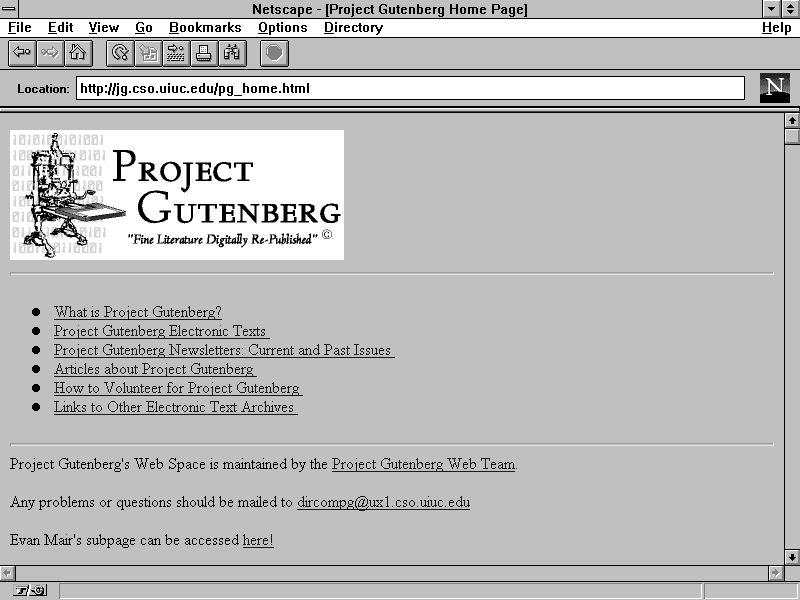 Netscape - [Project Gutenberg Home Page]
File Edit View Go Bookmarks Options Directory Help
Location: http://jg.cso.uiuc.edu/pg_home.html
N
PROJECT
GUTENBERG
"Fine Literature Digitally Re-Published" ©
What is Project Gutenberg?
Project Gutenberg Electronic Texts
Project Gutenberg Newsletters: Current and Past Issues
Articles about Project Gutenberg
How to Volunteer for Project Gutenberg
Links to Other Electronic Text Archives
Project Gutenberg's Web Space is maintained by the Project Gutenberg Web Team.
Any problems or questions should be mailed to dircompg@ux1.cso.uiuc.edu
Evan Mair's subpage can be accessed here!